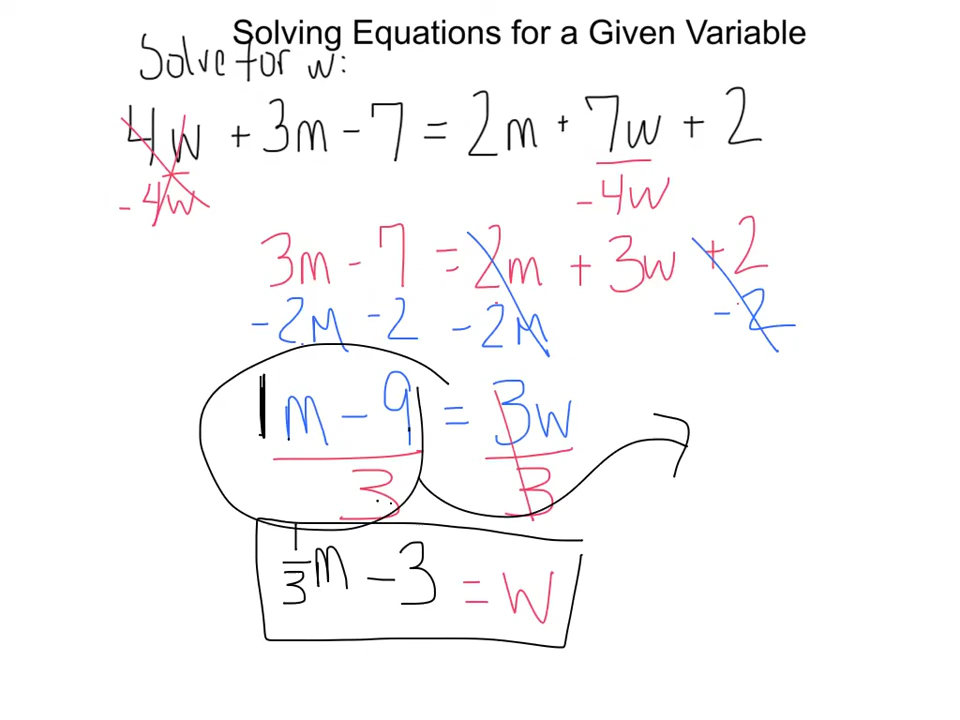 Solving Equations for a Given Variable
Solve for w:
4w + 3m - 7 = 2m + 7w + 2
-4w -4w
3m - 7 = 2m + 3w + 2
-2m -2 -2m -2
1m - 9 = 3w
3 3
1/3 m - 3 = w